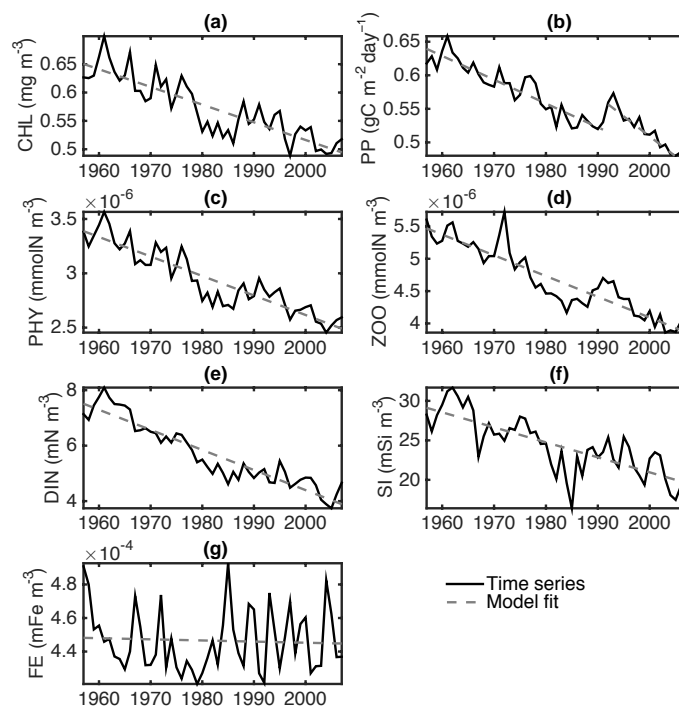 (a)
CHL (mg m⁻³)
0.65
0.6
0.55
0.5
1960 1970 1980 1990 2000
(b)
PP (gC m⁻² day⁻¹)
0.65
0.6
0.55
0.5
1960 1970 1980 1990 2000
(c)
×10⁻⁶
PHY (mmolN m⁻³)
3.5
3
2.5
1960 1970 1980 1990 2000
(d)
×10⁻⁶
ZOO (mmolN m⁻³)
5.5
5
4.5
4
1960 1970 1980 1990 2000
(e)
DIN (mN m⁻³)
8
6
4
1960 1970 1980 1990 2000
(f)
SI (mSi m⁻³)
30
25
20
1960 1970 1980 1990 2000
(g)
×10⁻⁴
FE (mFe m⁻³)
4.8
4.6
4.4
1960 1970 1980 1990 2000
Time series
Model fit